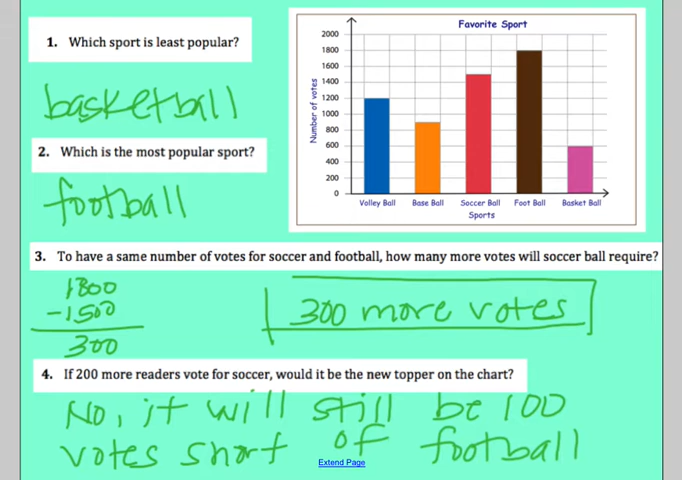 1. Which sport is least popular?
basketball
2. Which is the most popular sport?
football
Favorite Sport
Number of votes
2000
1800
1600
1400
1200
1000
800
600
400
200
0
Volley Ball Base Ball Soccer Ball Foot Ball Basket Ball
Sports
3. To have a same number of votes for soccer and football, how many more votes will soccer ball require?
1800
-1500
300
300 more votes
4. If 200 more readers vote for soccer, would it be the new topper on the chart?
No, it will still be 100
votes short of football
Extend Page